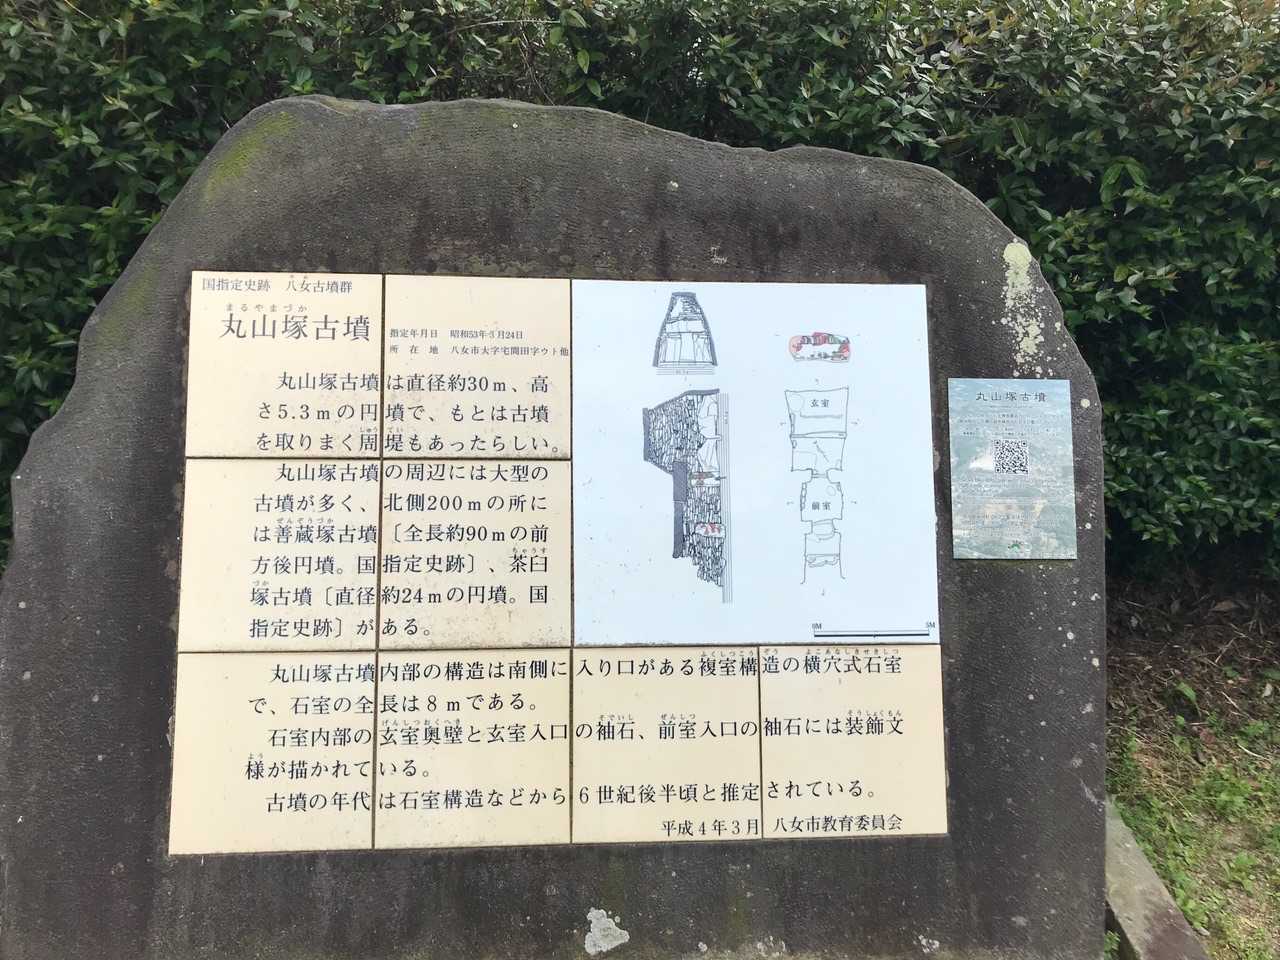 国指定史跡 八女古墳群
まるやまづか
丸山塚古墳
指定年月日 昭和53年3月24日
所在地 八女市大字宅間田字ウト他
丸山塚古墳は直径約30m、高
さ5.3mの円墳で、もとは古墳
を取りまく周堤もあったらしい。
丸山塚古墳の周辺には大型の
古墳が多く、北側200mの所に
は善蔵塚古墳〔全長約90mの前
方後円墳。国指定史跡〕、茶臼
塚古墳〔直径約24mの円墳。国
指定史跡〕がある。
丸山塚古墳内部の構造は南側に入り口がある複室構造の横穴式石室
で、石室の全長は8mである。
石室内部の玄室奥壁と玄室入口の袖石、前室入口の袖石には装飾文
様が描かれている。
古墳の年代は石室構造などから6世紀後半頃と推定されている。
平成4年3月 八女市教育委員会
玄室
前室
0M 5M
丸山塚古墳